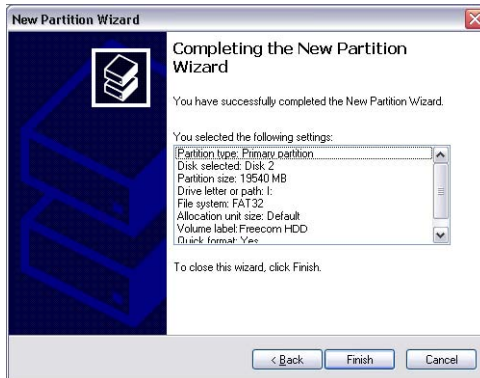 New Partition Wizard
Completing the New Partition
Wizard
You have successfully completed the New Partition Wizard.
You selected the following settings:
Partition type: Primary partition
Disk selected: Disk 2
Partition size: 19540 MB
Drive letter or path: I:
File system: FAT32
Allocation unit size: Default
Volume label: Freecom HDD
Quick format: Yes
To close this wizard, click Finish.
< Back Finish Cancel